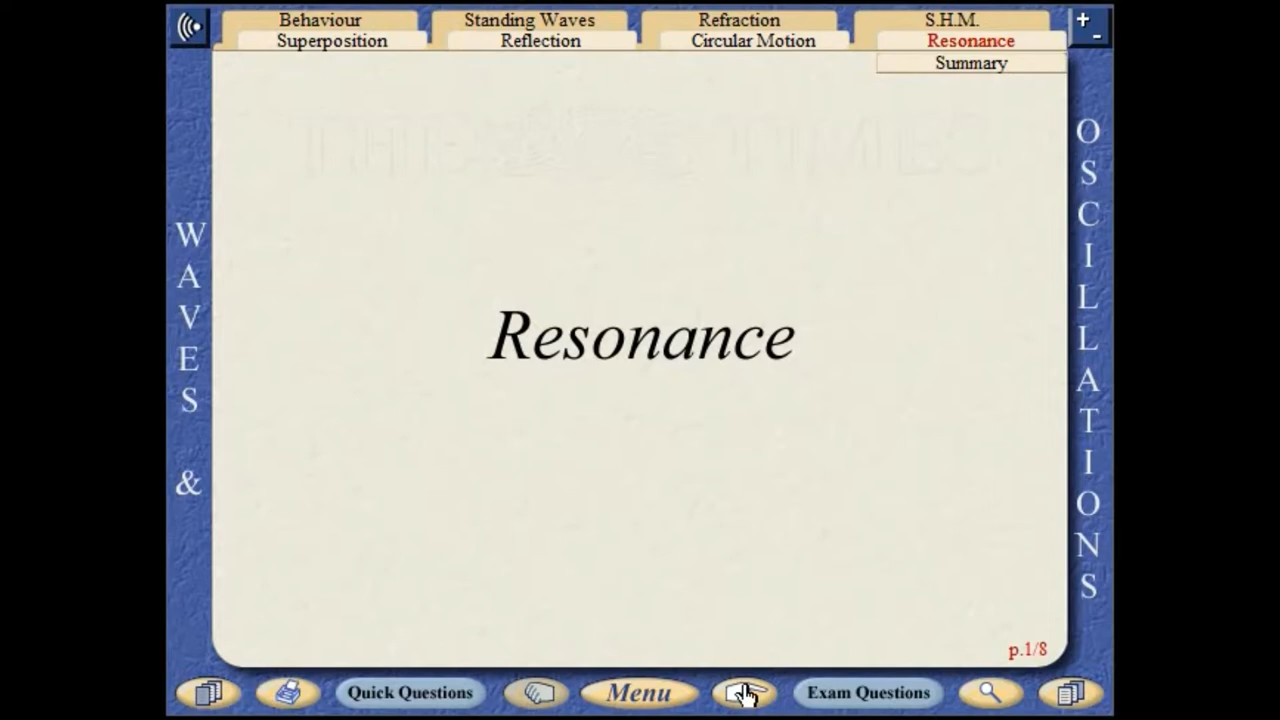 Behaviour
Standing Waves
Refraction
S.H.M.
+
-
Superposition
Reflection
Circular Motion
Resonance
Summary
WAVES &
OSCILLATIONS
Resonance
p.1/8
Quick Questions
Menu
Exam Questions